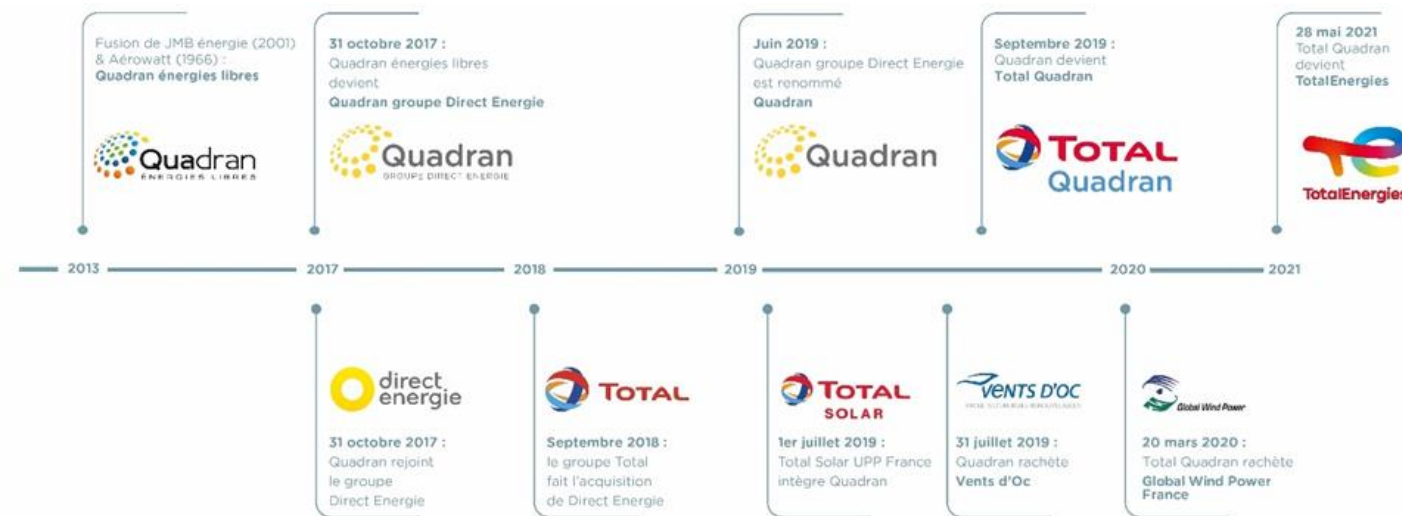 Fusion de JMB énergie (2001)
& Aérowatt (1966) :
Quadran énergies libres
Quadran
ÉNERGIES LIBRES
31 octobre 2017 :
Quadran énergies libres
devient
Quadran groupe Direct Energie
Quadran
GROUPE DIRECT ENERGIE
Juin 2019 :
Quadran groupe Direct Energie
est renommé
Quadran
Quadran
Septembre 2019 :
Quadran devient
Total Quadran
TOTAL
Quadran
28 mai 2021
Total Quadran
devient
TotalEnergies
TotalEnergies
2013
2017
2018
2019
2020
2021
direct
energie
31 octobre 2017 :
Quadran rejoint
le groupe
Direct Energie
TOTAL
Septembre 2018 :
le groupe Total
fait l'acquisition
de Direct Energie
TOTAL
SOLAR
1er juillet 2019 :
Total Solar UPP France
intègre Quadran
VENTS D'OC
31 juillet 2019 :
Quadran rachète
Vents d'Oc
Global Wind Power
20 mars 2020 :
Total Quadran rachète
Global Wind Power
France